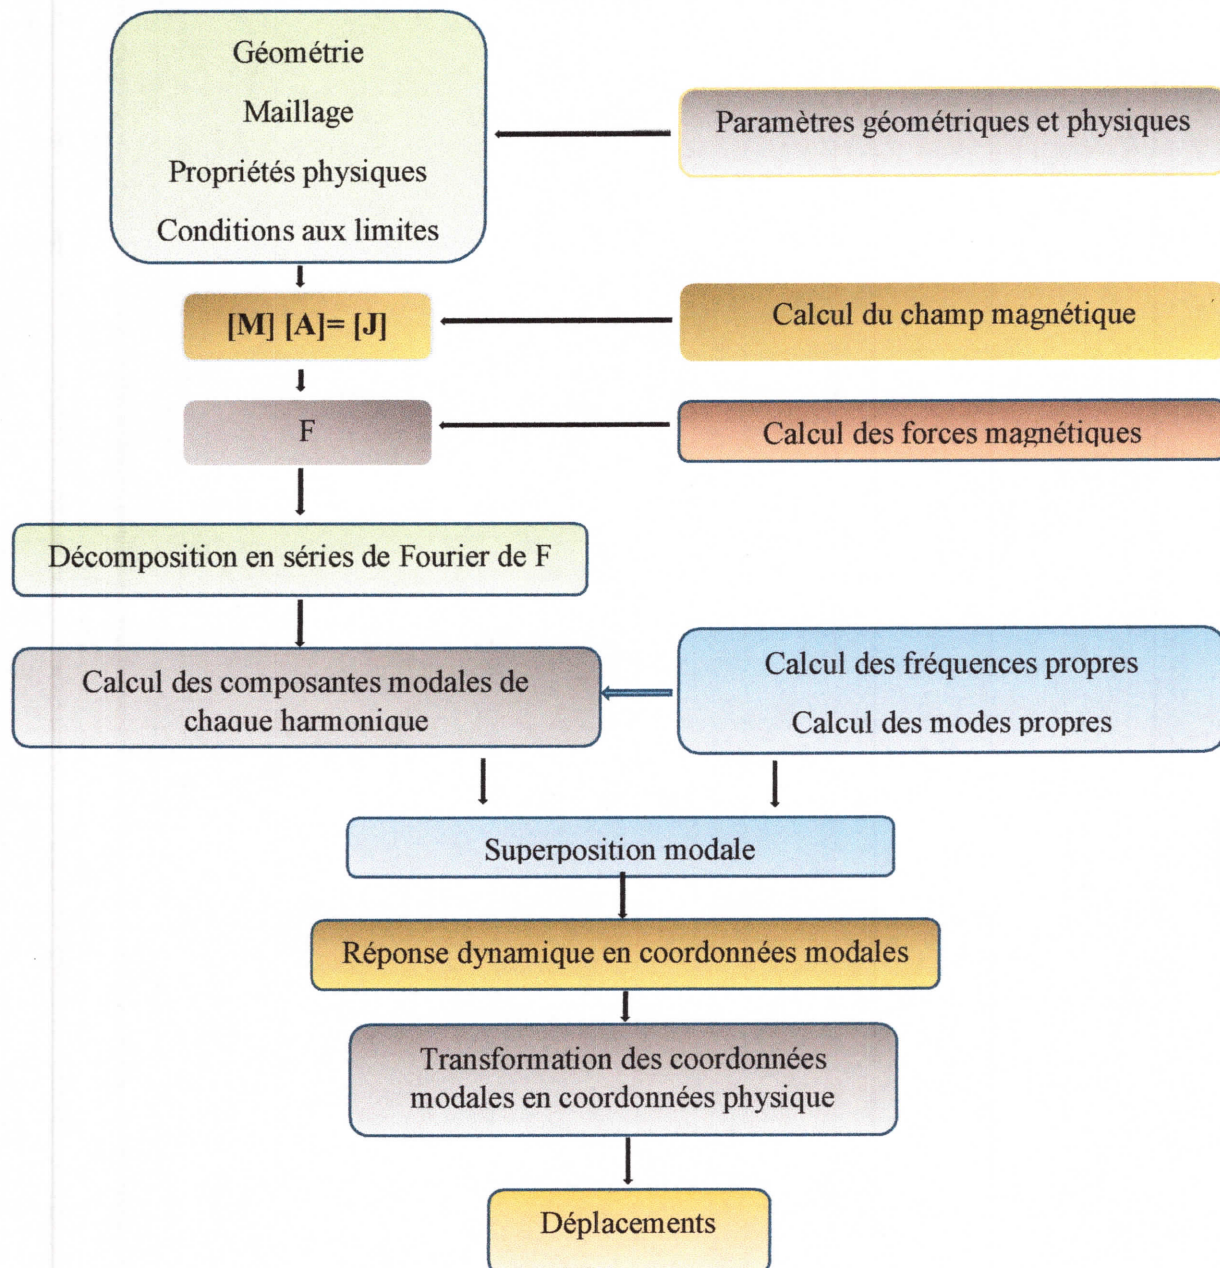 Géométrie
Maillage
Propriétés physiques
Conditions aux limites
Paramètres géométriques et physiques
[M] [A]= [J]
Calcul du champ magnétique
F
Calcul des forces magnétiques
Décomposition en séries de Fourier de F
Calcul des composantes modales de
chaque harmonique
Calcul des fréquences propres
Calcul des modes propres
Superposition modale
Réponse dynamique en coordonnées modales
Transformation des coordonnées
modales en coordonnées physique
Déplacements